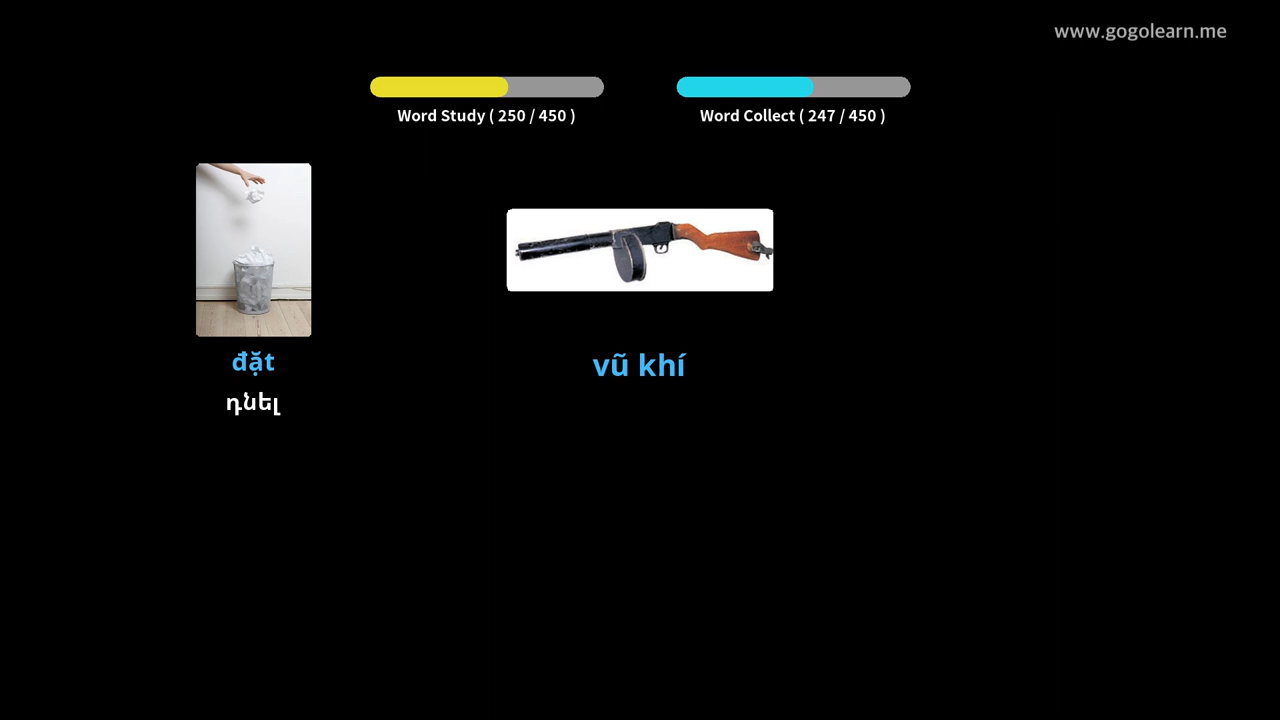 www.gogolearn.me
Word Study ( 250 / 450 )
Word Collect ( 247 / 450 )
đặt
դնել
vũ khí